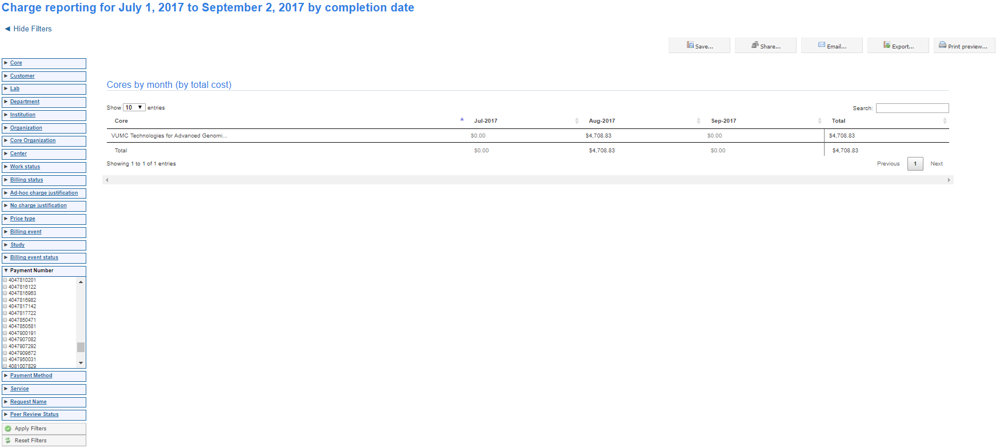 Charge reporting for July 1, 2017 to September 2, 2017 by completion date
◄ Hide Filters
Save... Share... Email... Export... Print preview...
Core
Customer
Lab
Department
Institution
Organization
Core Organization
Center
Work status
Billing status
Ad-hoc charge justification
No charge justification
Price type
Billing event
Study
Billing event status
Payment Number
4047810201
4047816122
4047816963
4047816982
4047817142
4047817722
4047850471
4047850581
4047900191
4047907082
4047907292
4047909672
4047950031
4081007829
Payment Method
Service
Request Name
Peer Review Status
Apply Filters
Reset Filters
Cores by month (by total cost)
Show 10 entries Search:
Core Jul-2017 Aug-2017 Sep-2017 Total
VUMC Technologies for Advanced Genomi... $0.00 $4,708.83 $0.00 $4,708.83
Total $0.00 $4,708.83 $0.00 $4,708.83
Showing 1 to 1 of 1 entries Previous 1 Next